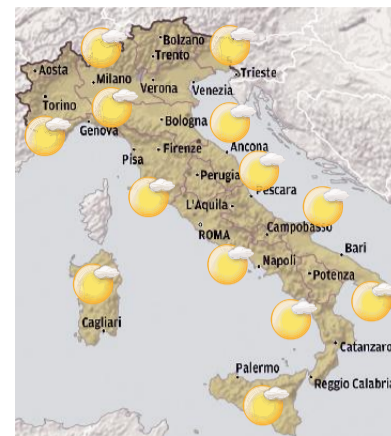 Bolzano
Trento
Aosta
Milano
Verona
Venezia
Trieste
Torino
Genova
Bologna
Pisa
Firenze
Ancona
Perugia
Pescara
L'Aquila
ROMA
Campobasso
Bari
Napoli
Potenza
Cagliari
Catanzaro
Palermo
Reggio Calabria